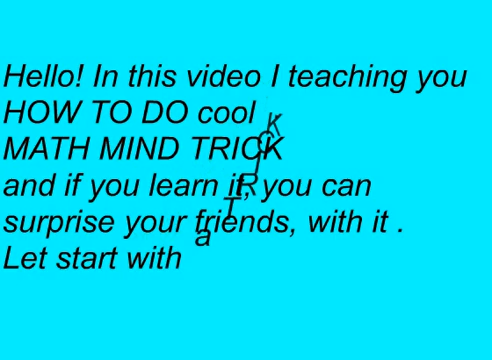 Hello! In this video I teaching you
HOW TO DO cool
MATH MIND TRICK
and if you learn it, you can
surprise your friends, with it .
Let start with
a TRick